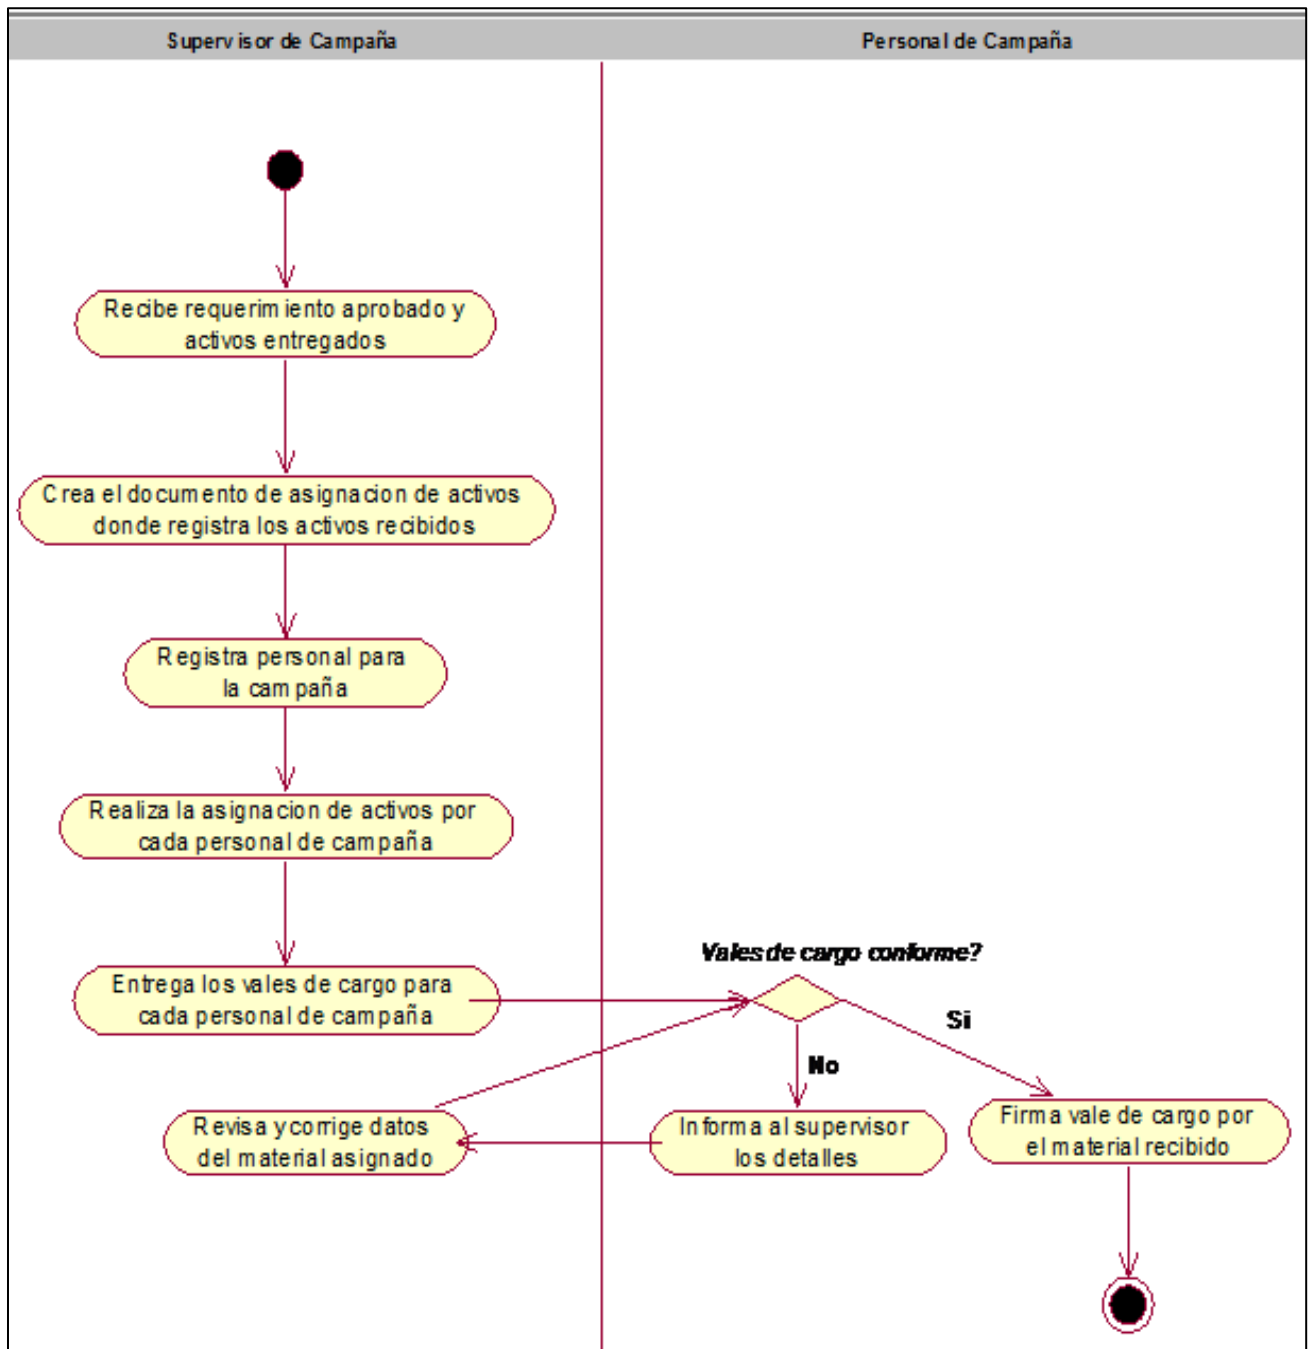 Supervisor de Campaña
Personal de Campaña
Recibe requerimiento aprobado y
activos entregados
Crea el documento de asignacion de activos
donde registra los activos recibidos
Registra personal para
la campaña
Realiza la asignacion de activos por
cada personal de campaña
Entrega los vales de cargo para
cada personal de campaña
Vales de cargo conforme?
Si
No
Revisa y corrige datos
del material asignado
Informa al supervisor
los detalles
Firma vale de cargo por
el material recibido